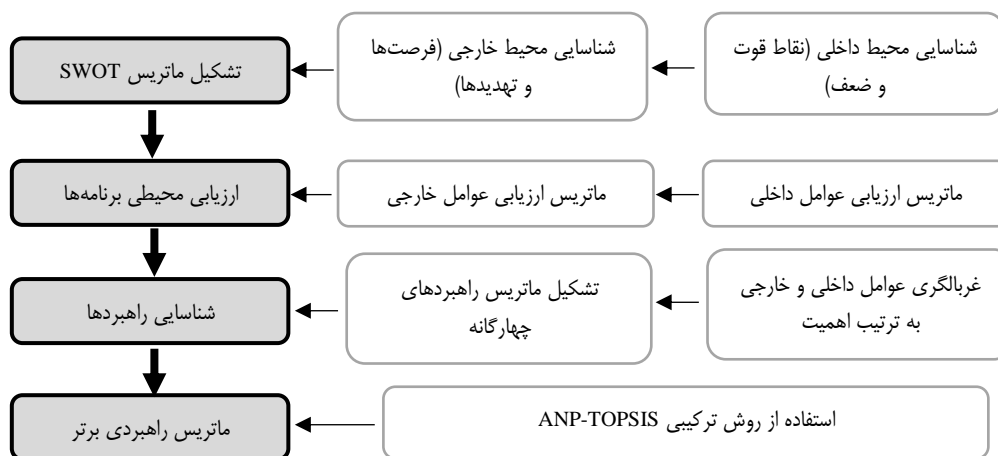 شناسایی محیط داخلی (نقاط قوت
و ضعف)
شناسایی محیط خارجی (فرصت‌ها
و تهدیدها)
تشکیل ماتریس SWOT
ماتریس ارزیابی عوامل داخلی
ماتریس ارزیابی عوامل خارجی
ارزیابی محیطی برنامه‌ها
غربالگری عوامل داخلی و خارجی
به ترتیب اهمیت
تشکیل ماتریس راهبردهای
چهارگانه
شناسایی راهبردها
استفاده از روش ترکیبی ANP-TOPSIS
ماتریس راهبردی برتر